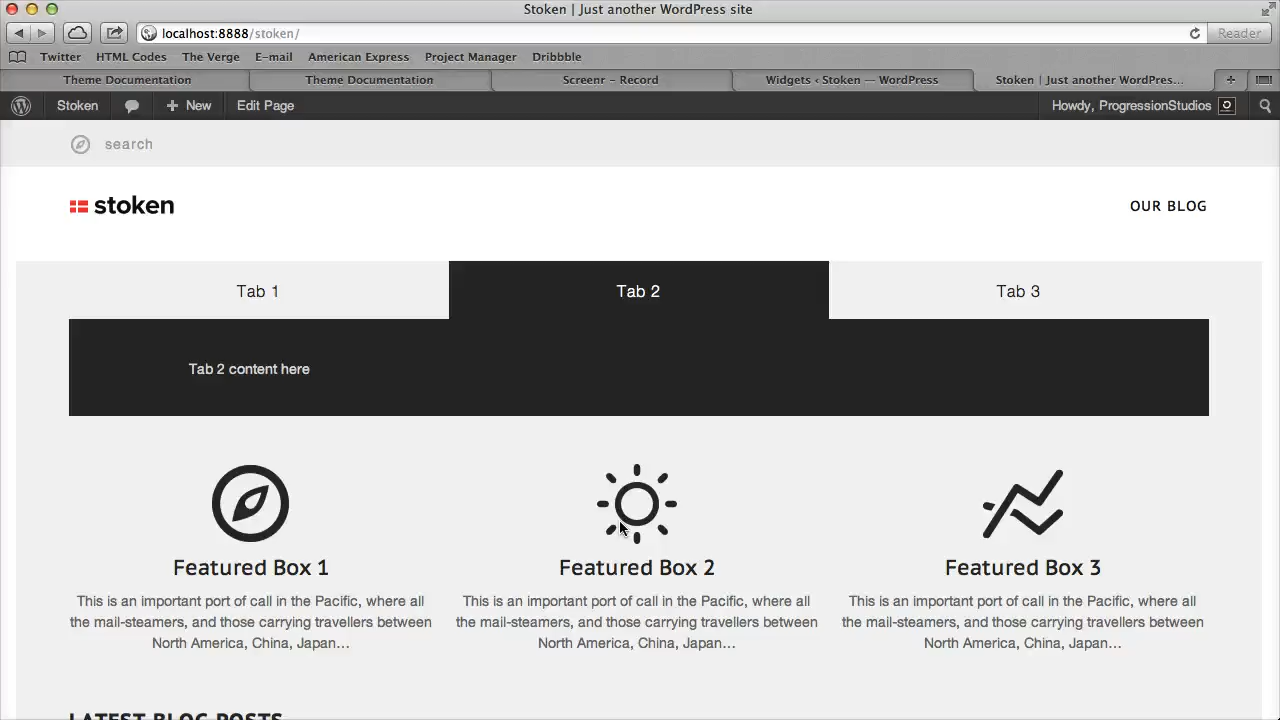 Stoken | Just another WordPress site
localhost:8888/stoken/
Reader
Twitter HTML Codes The Verge E-mail American Express Project Manager Dribbble
Theme Documentation Theme Documentation Screenr – Record Widgets ‹ Stoken — WordPress Stoken | Just another WordPres...
Stoken + New Edit Page Howdy, ProgressionStudios
search
stoken
OUR BLOG
Tab 1 Tab 2 Tab 3
Tab 2 content here
Featured Box 1
This is an important port of call in the Pacific, where all
the mail-steamers, and those carrying travellers between
North America, China, Japan…
Featured Box 2
This is an important port of call in the Pacific, where all
the mail-steamers, and those carrying travellers between
North America, China, Japan…
Featured Box 3
This is an important port of call in the Pacific, where all
the mail-steamers, and those carrying travellers between
North America, China, Japan…
LATEST BLOG POSTS